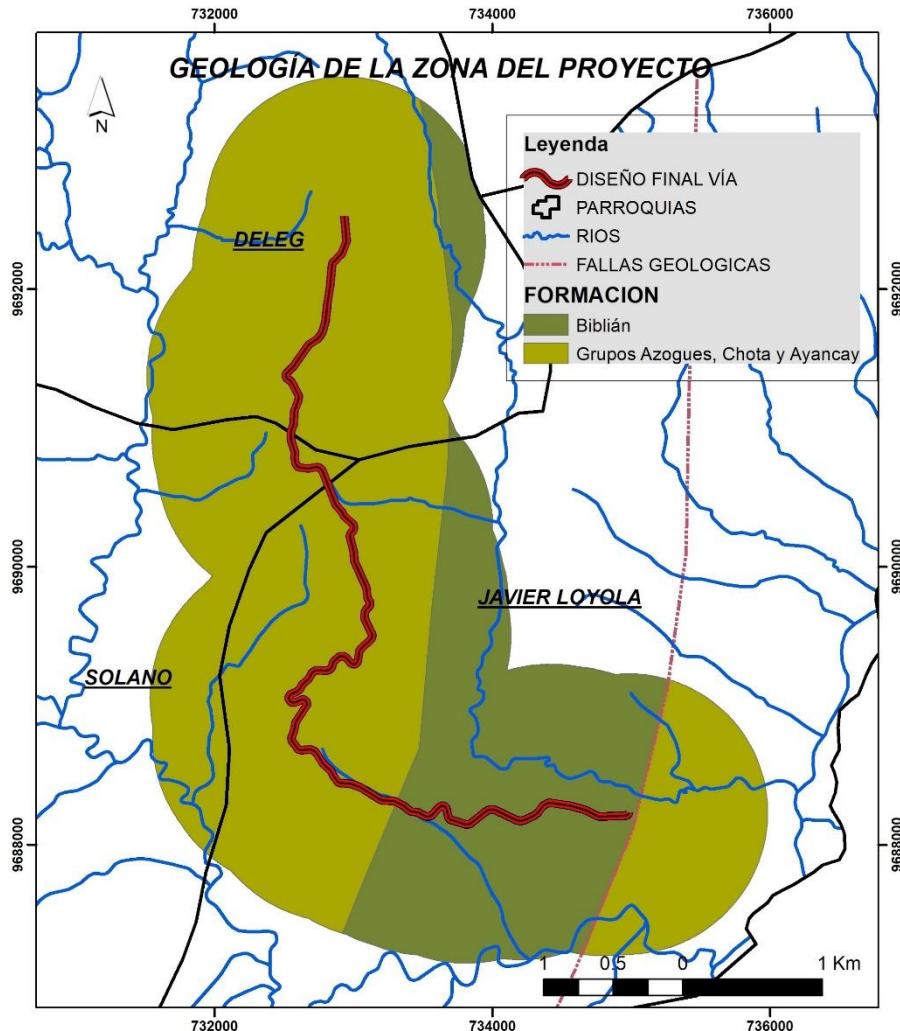 732000
734000
736000
GEOLOGÍA DE LA ZONA DEL PROYECTO
N
Leyenda
DISEÑO FINAL VÍA
PARROQUIAS
RIOS
FALLAS GEOLOGICAS
FORMACION
Biblián
Grupos Azogues, Chota y Ayancay
DELEG
9692000
9692000
9690000
9690000
JAVIER LOYOLA
SOLANO
9688000
9688000
1 0.5 0 1 Km
732000
734000
736000